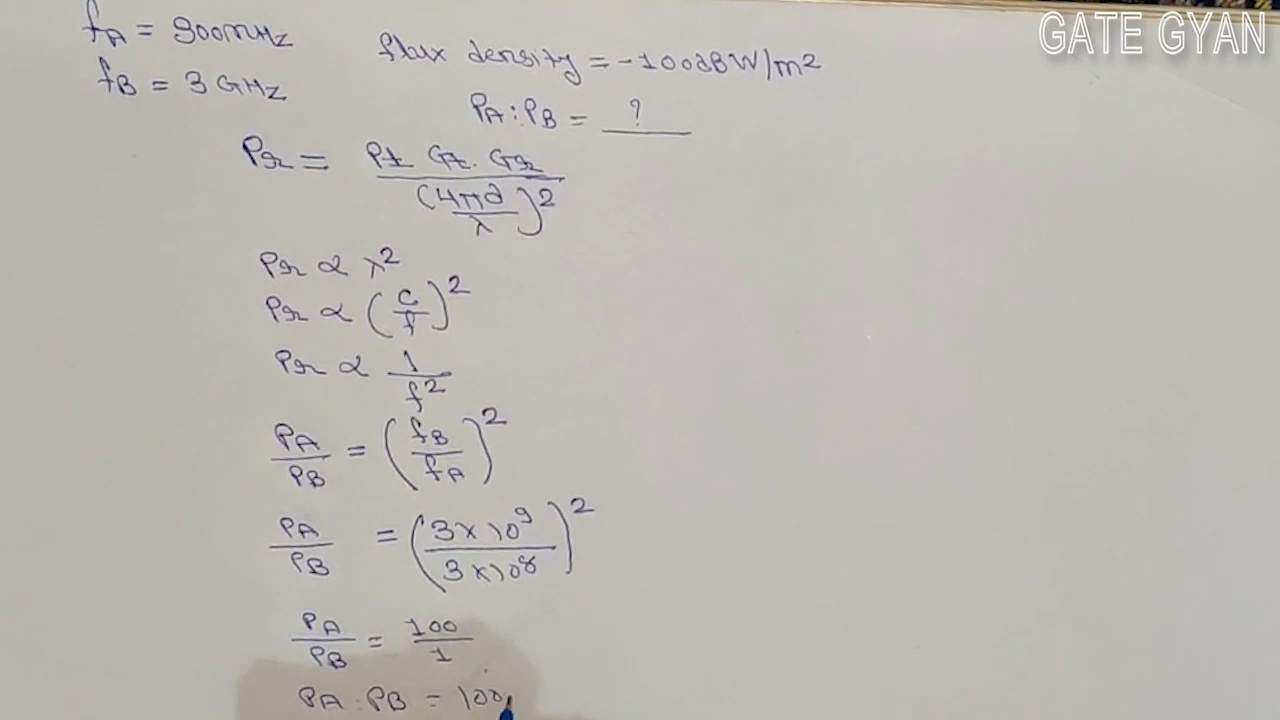 GATE GYAN
fA = 300mHz
fB = 3 GHz
flux density = -100dBW/m²
PA : PB = ?
Pr = Pt Gt. Gr / (4πd/λ)²
Pr ∝ λ²
Pr ∝ (c/f)²
Pr ∝ 1/f²
PA/PB = (fB/fA)²
PA/PB = (3×10⁹/3×10⁸)²
PA/PB = 100/1
PA : PB = 100